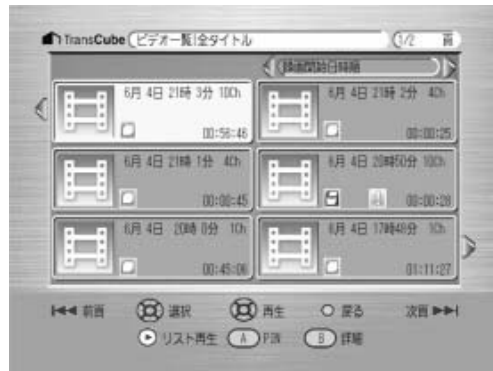 TransCube ビデオ一覧|全タイトル 1/2 頁
録画開始日時順
6月 4日 21時 3分 10Ch
00:56:46
6月 4日 21時 2分 4Ch
00:00:25
6月 4日 21時 1分 4Ch
00:00:45
6月 4日 20時50分 10Ch
00:00:28
6月 4日 20時 0分 1Ch
00:45:06
6月 4日 17時48分 1Ch
01:11:27
前頁 選択 再生 戻る 次頁
リスト再生 A PIN B 詳細